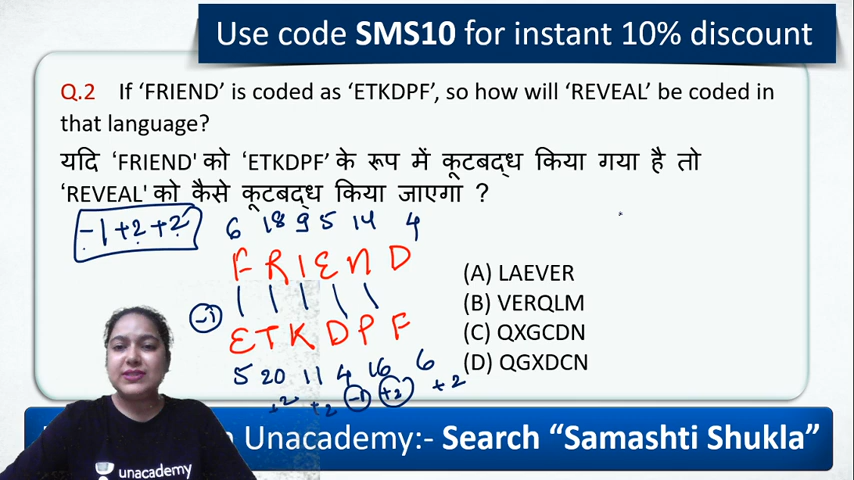 Use code SMS10 for instant 10% discount
Q.2 If ‘FRIEND’ is coded as ‘ETKDPF’, so how will ‘REVEAL’ be coded in
that language?
यदि ‘FRIEND' को ‘ETKDPF’ के रूप में कूटबद्ध किया गया है तो
‘REVEAL' को कैसे कूटबद्ध किया जाएगा ?
-1 +2 +2
6 18 9 5 14 4
F R I E N D
-1
E T K D P F
5 20 11 4 16 6
+2 +2 -1 +2 +2
(A) LAEVER
(B) VERQLM
(C) QXGCDN
(D) QGXDCN
Unacademy:- Search “Samashti Shukla”
unacademy